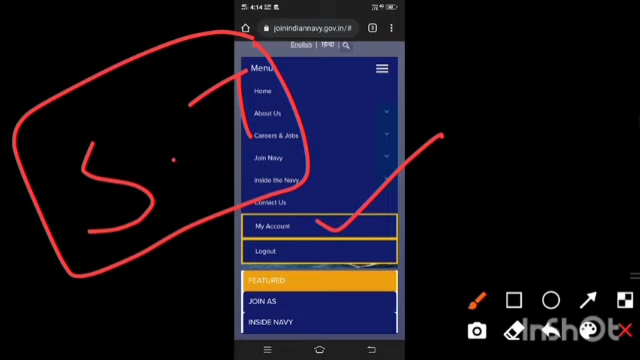 4:14
joinindiannavy.gov.in/#
3
English | हिन्दी
Menu
Home
About Us
Careers & Jobs
Join Navy
Inside the Navy
Contact Us
My Account
Logout
FEATURED
JOIN AS
INSIDE NAVY
InShOt